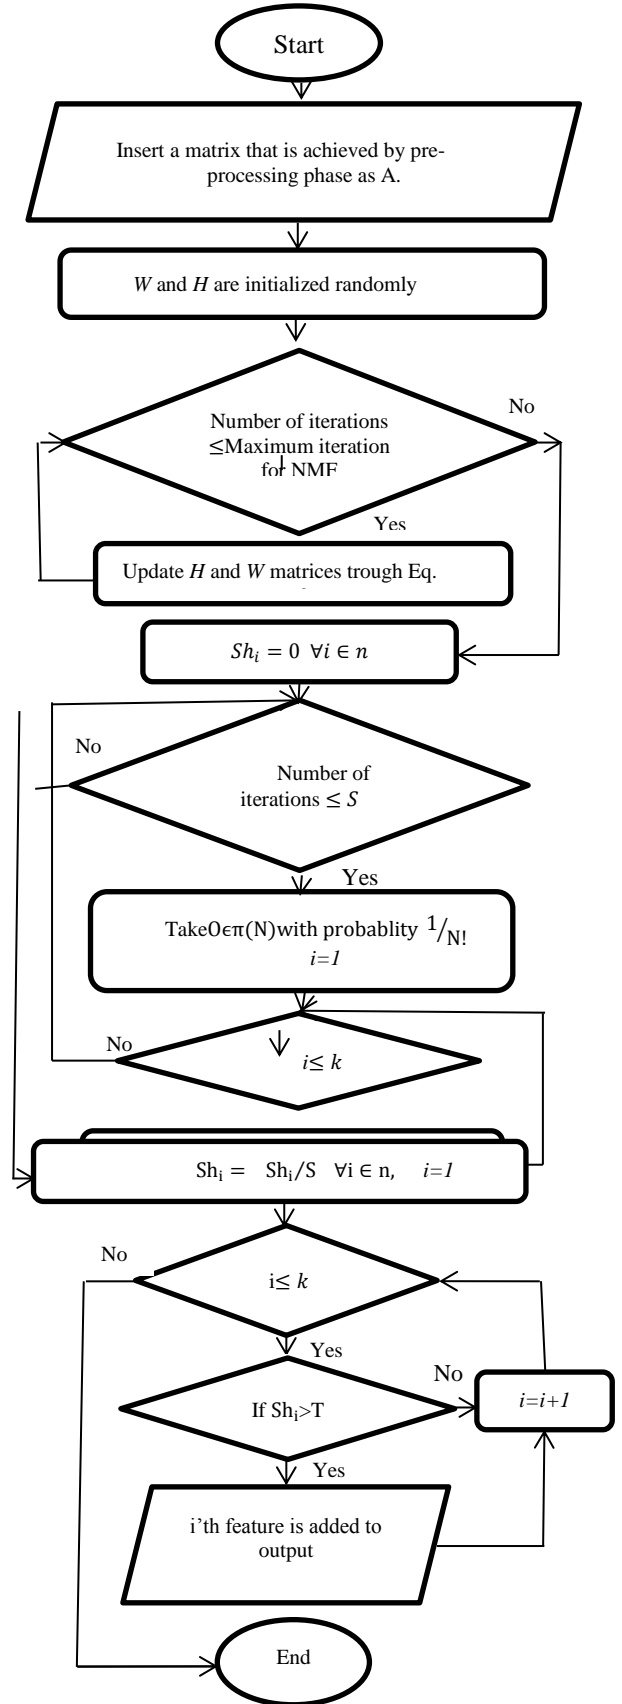 Start
Insert a matrix that is achieved by pre-
processing phase as A.
W and H are initialized randomly
Number of iterations
≤Maximum iteration
for NMF
No
Yes
Update H and W matrices trough Eq.
Sh_i = 0 ∀i ∈ n
No
Number of
iterations ≤ S
Yes
TakeOϵπ(N)with probablity 1/N!
i=1
No
i≤ k
Sh_i = Sh_i/S ∀i ∈ n, i=1
No
i≤ k
Yes
No
If Sh_i>T
i=i+1
Yes
i'th feature is added to
output
End